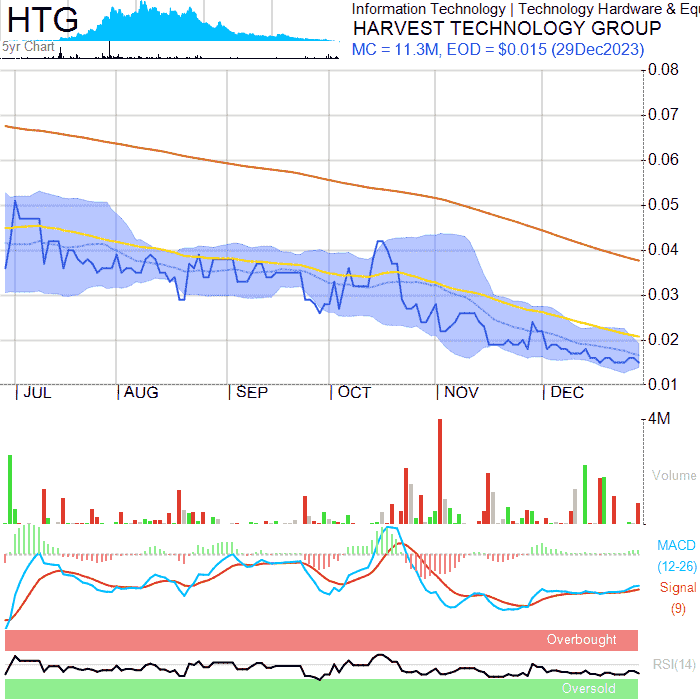 HTG
5yr Chart
Information Technology | Technology Hardware & Equ
HARVEST TECHNOLOGY GROUP
MC = 11.3M, EOD = $0.015 (29Dec2023)
0.08
0.07
0.06
0.05
0.04
0.03
0.02
0.01
JUL AUG SEP OCT NOV DEC
4M
Volume
MACD
(12-26)
Signal
(9)
Overbought
RSI(14)
Oversold